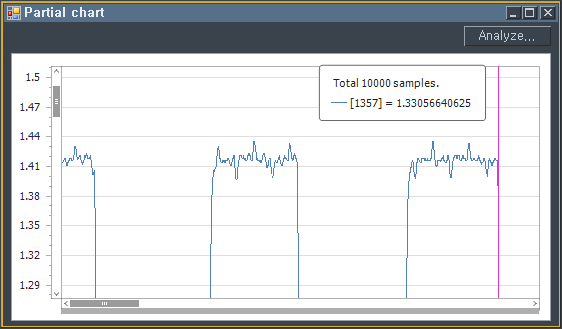 Partial chart
Analyze...
Total 10000 samples.
[1357] = 1.33056640625
1.5
1.47
1.44
1.41
1.38
1.35
1.32
1.29